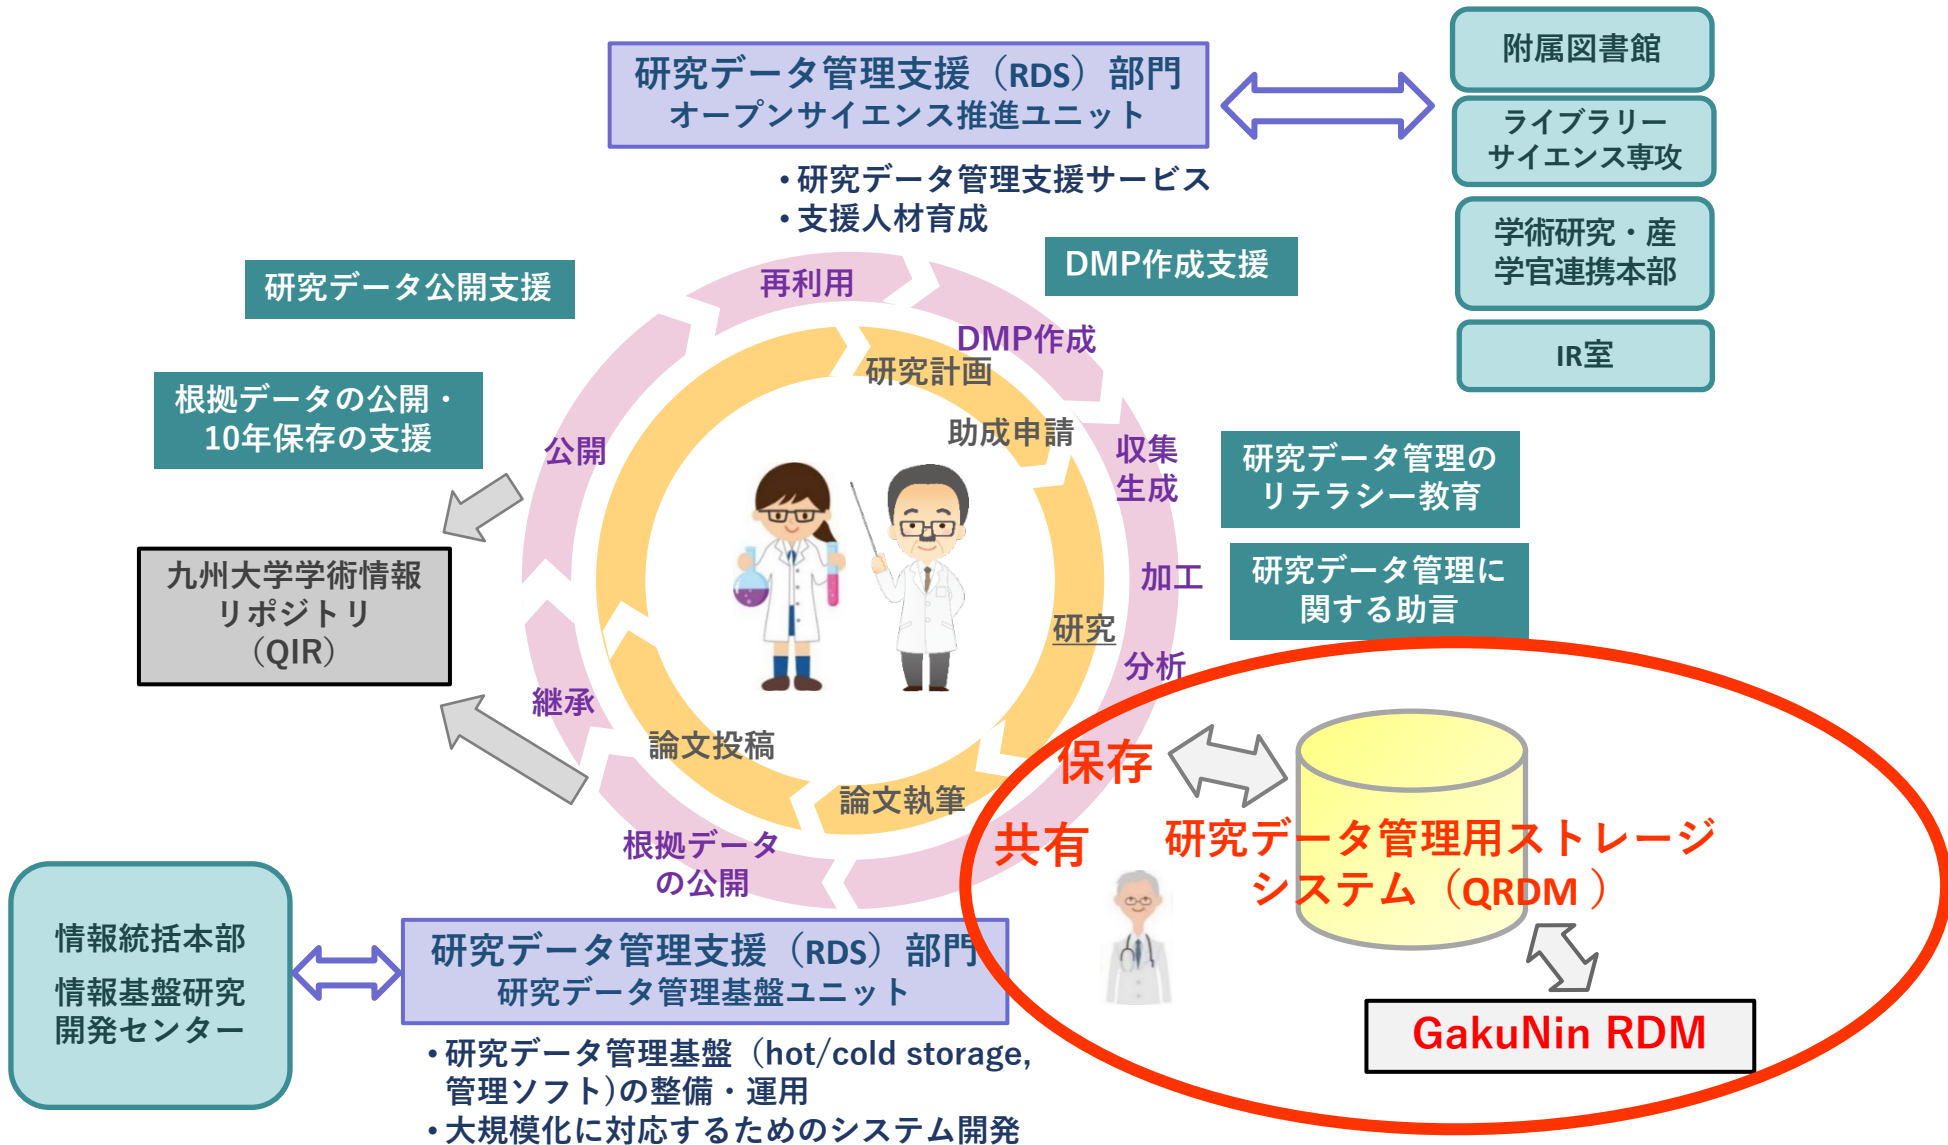 研究データ管理支援（RDS）部門
オープンサイエンス推進ユニット
・研究データ管理支援サービス
・支援人材育成
附属図書館
ライブラリー
サイエンス専攻
学術研究・産
学官連携本部
IR室
研究データ公開支援
DMP作成支援
根拠データの公開・
10年保存の支援
研究データ管理の
リテラシー教育
研究データ管理に
関する助言
九州大学学術情報
リポジトリ
（QIR）
再利用
DMP作成
収集
生成
加工
分析
保存
共有
根拠データ
の公開
継承
公開
研究計画
助成申請
研究
論文執筆
論文投稿
研究データ管理用ストレージ
システム（QRDM ）
GakuNin RDM
情報統括本部
情報基盤研究
開発センター
研究データ管理支援（RDS）部門
研究データ管理基盤ユニット
・研究データ管理基盤（hot/cold storage,
管理ソフト)の整備・運用
・大規模化に対応するためのシステム開発